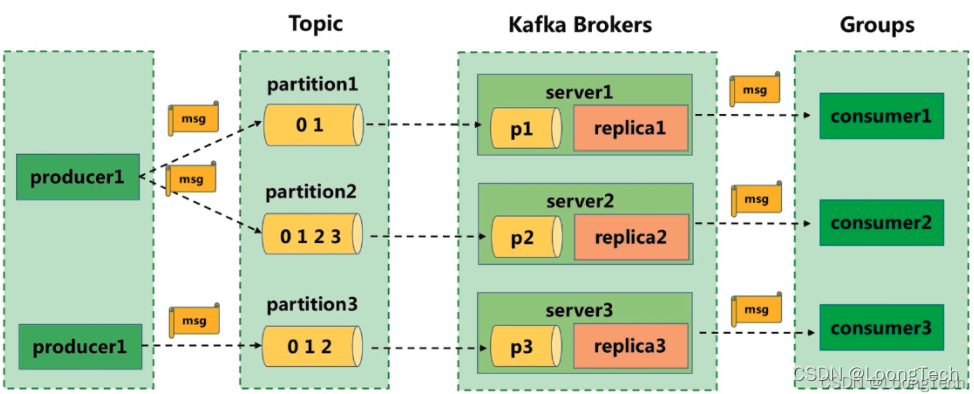 Topic
Kafka Brokers
Groups
partition1
0 1
msg
server1
p1
replica1
msg
consumer1
producer1
msg
partition2
0 1 2 3
server2
p2
replica2
msg
consumer2
producer1
msg
partition3
0 1 2
server3
p3
replica3
msg
consumer3
CSDN @LoongTech
CSDN @LoongTech